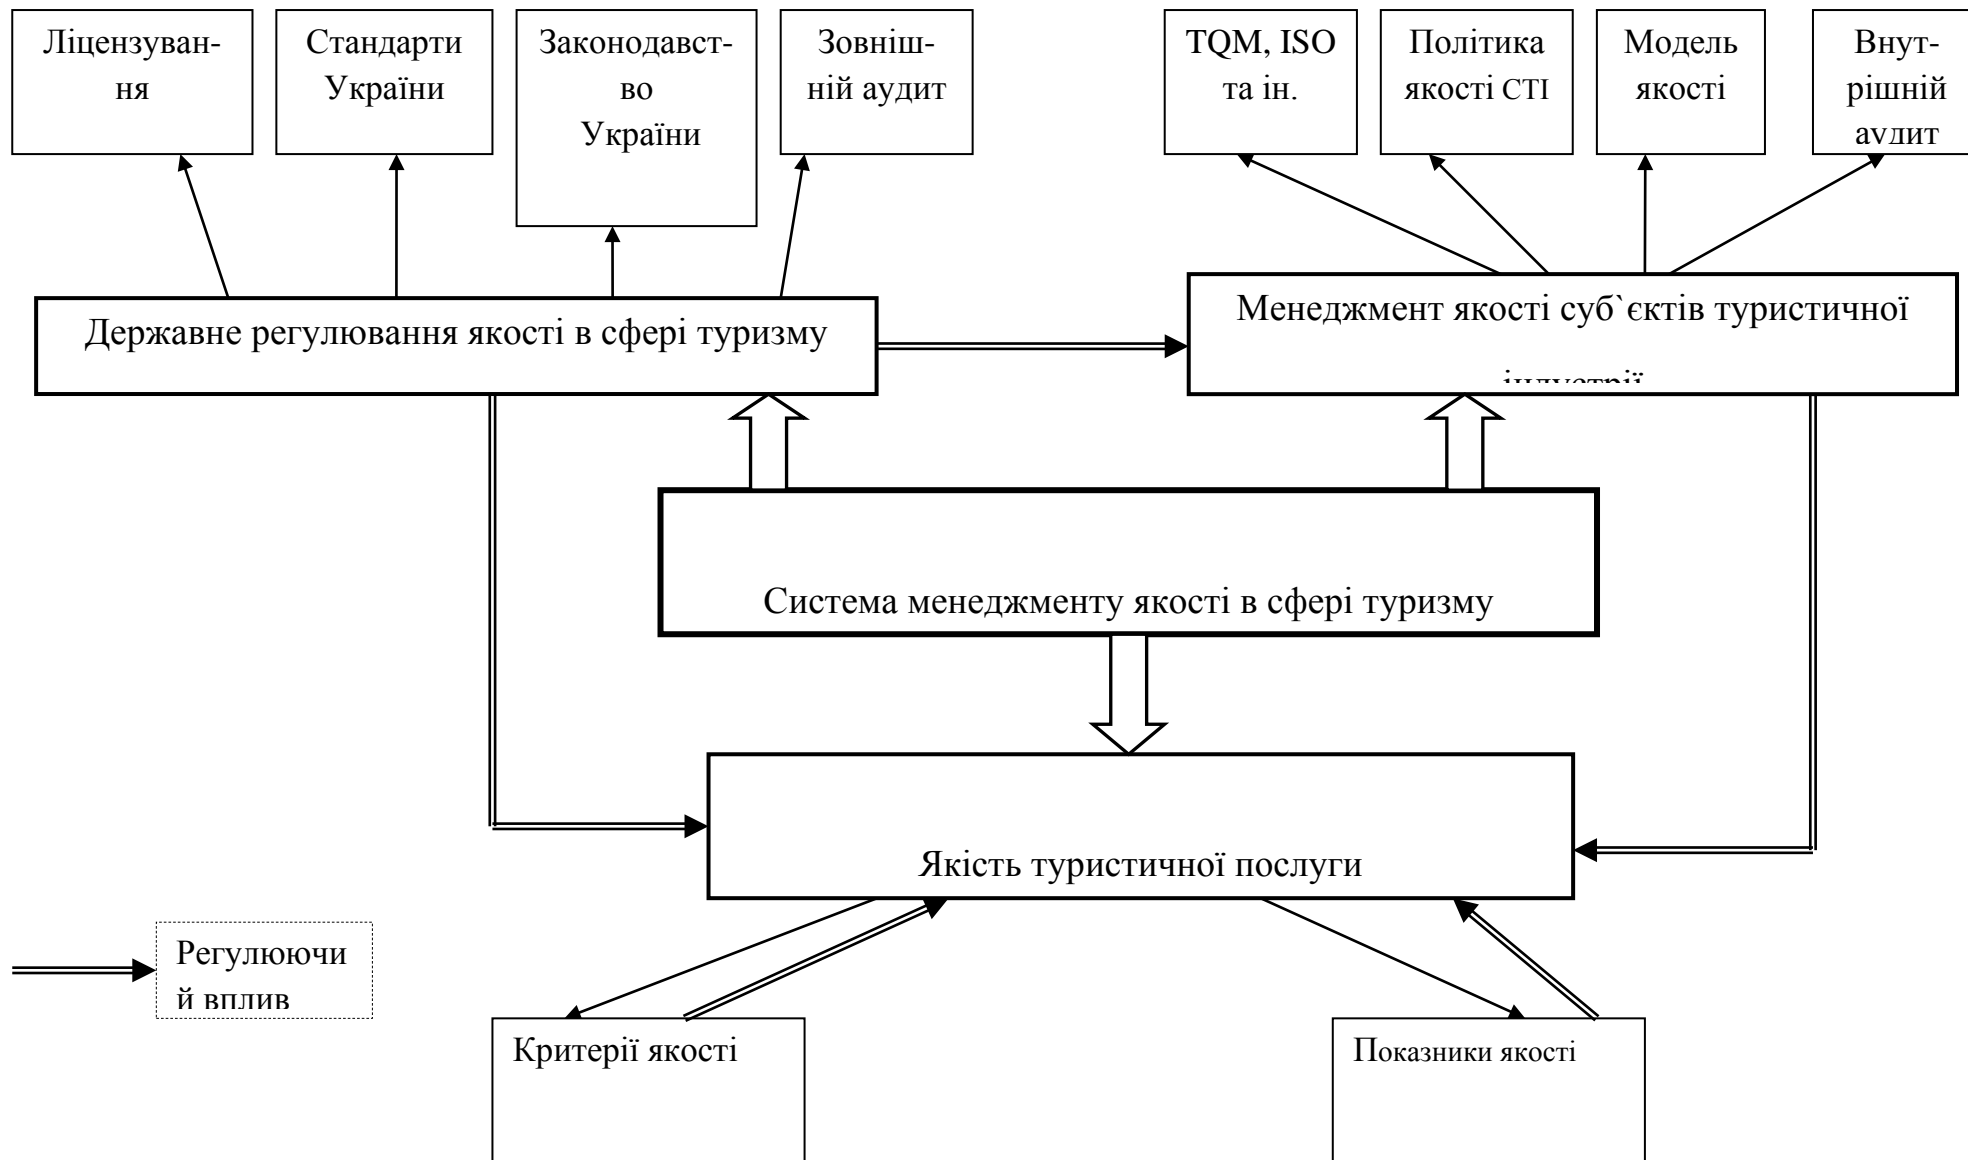 Ліцензуван-
ня
Стандарти
України
Законодавст-
во
України
Зовніш-
ній аудит
TQM, ISO
та ін.
Політика
якості СТІ
Модель
якості
Внут-
рішній
аудит
Державне регулювання якості в сфері туризму
Менеджмент якості суб`єктів туристичної
індустрії
Система менеджменту якості в сфері туризму
Якість туристичної послуги
Регулюючи
й вплив
Критерії якості
Показники якості